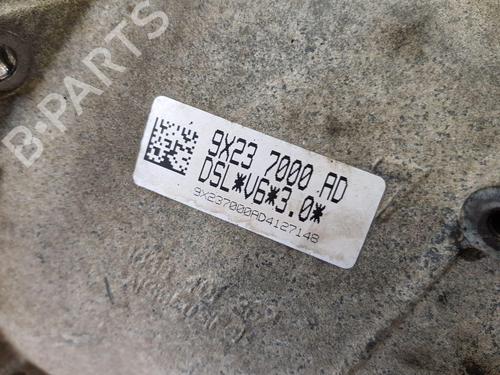 B-PARTS
9X23 7000 AD
DSL*V6*3.0*
9X237000AD4127148